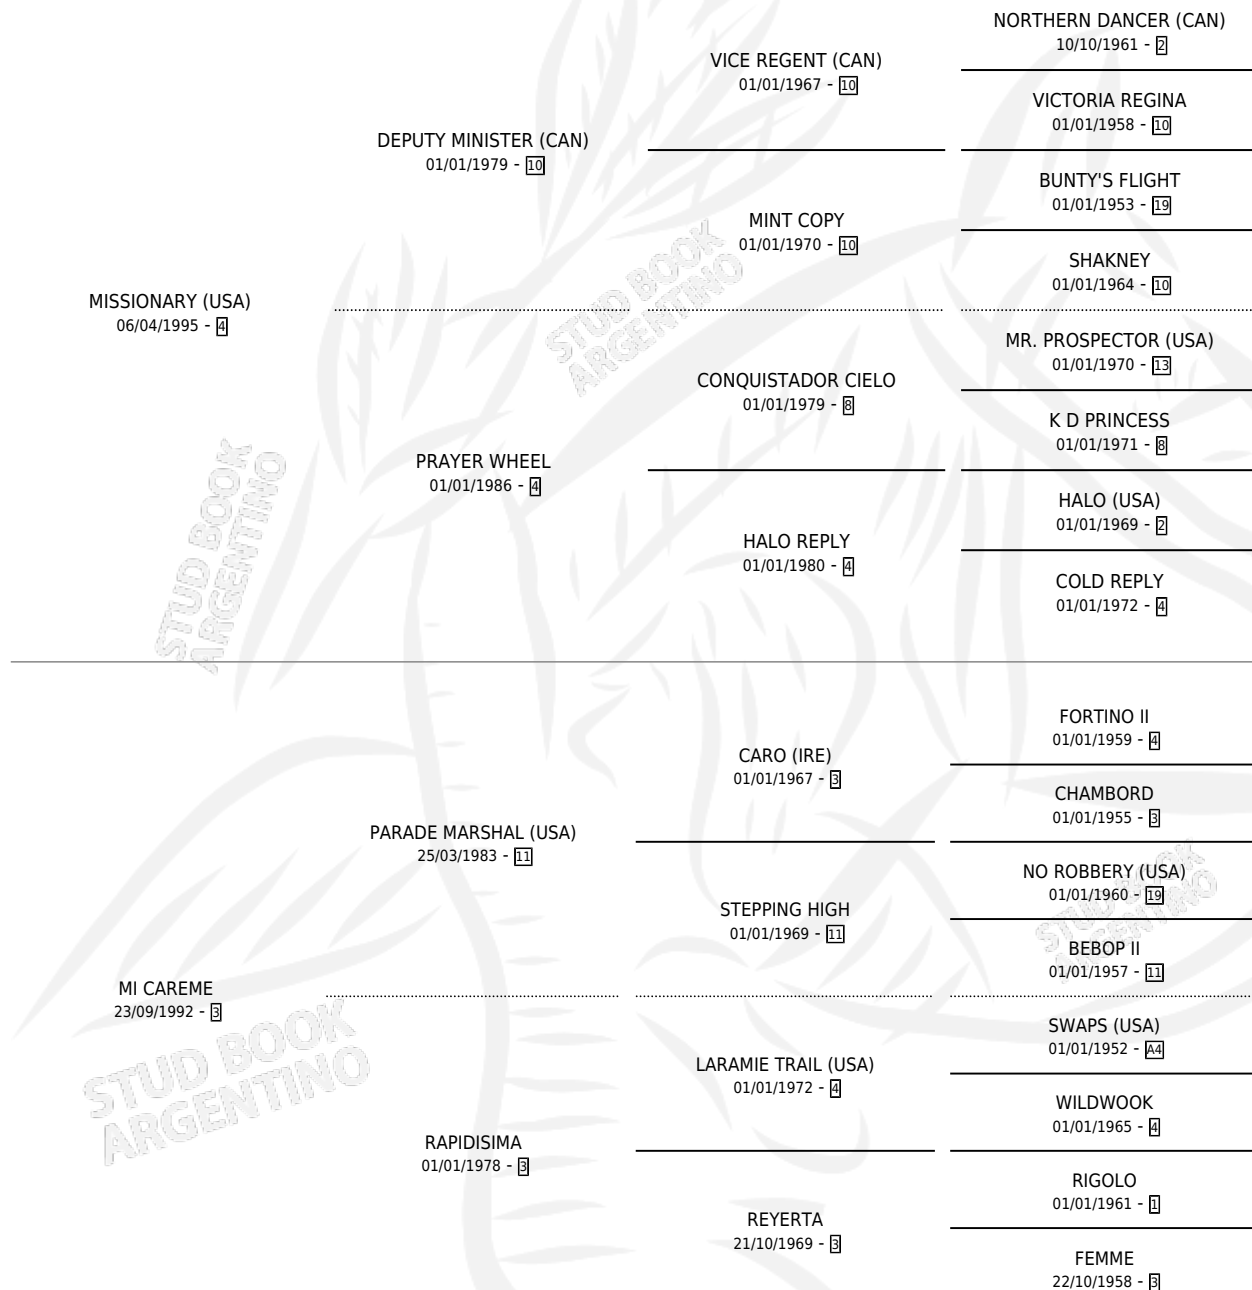 NORTHERN DANCER (CAN)
10/10/1961 - 2
VICE REGENT (CAN)
01/01/1967 - 10
VICTORIA REGINA
01/01/1958 - 10
DEPUTY MINISTER (CAN)
01/01/1979 - 10
BUNTY'S FLIGHT
01/01/1953 - 19
MINT COPY
01/01/1970 - 10
SHAKNEY
01/01/1964 - 10
MISSIONARY (USA)
06/04/1995 - 4
STUD BOOK
ARGENTINO
MR. PROSPECTOR (USA)
01/01/1970 - 13
CONQUISTADOR CIELO
01/01/1979 - 8
K D PRINCESS
01/01/1971 - 8
PRAYER WHEEL
01/01/1986 - 4
HALO (USA)
01/01/1969 - 2
HALO REPLY
01/01/1980 - 4
COLD REPLY
01/01/1972 - 4
STUD BOOK
ARGENTINO
FORTINO II
01/01/1959 - 4
CARO (IRE)
01/01/1967 - 3
CHAMBORD
01/01/1955 - 3
PARADE MARSHAL (USA)
25/03/1983 - 11
NO ROBBERY (USA)
01/01/1960 - 19
STEPPING HIGH
01/01/1969 - 11
STUD BOOK
ARGENTINO
BEBOP II
01/01/1957 - 11
MI CAREME
23/09/1992 - 3
STUD BOOK
ARGENTINO
SWAPS (USA)
01/01/1952 - A4
LARAMIE TRAIL (USA)
01/01/1972 - 4
WILDWOOK
01/01/1965 - 4
RAPIDISIMA
01/01/1978 - 3
RIGOLO
01/01/1961 - 1
REYERTA
21/10/1969 - 3
FEMME
22/10/1958 - 3